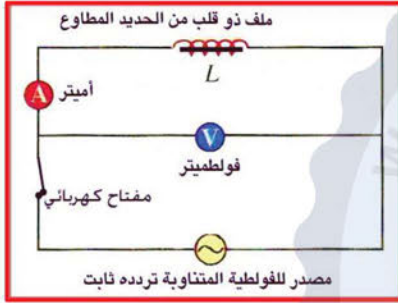 ملف ذو قلب من الحديد المطاوع
L
A
أميتر
V
فولطميتر
مفتاح كهربائي
مصدر للفولطية المتناوبة تردده ثابت